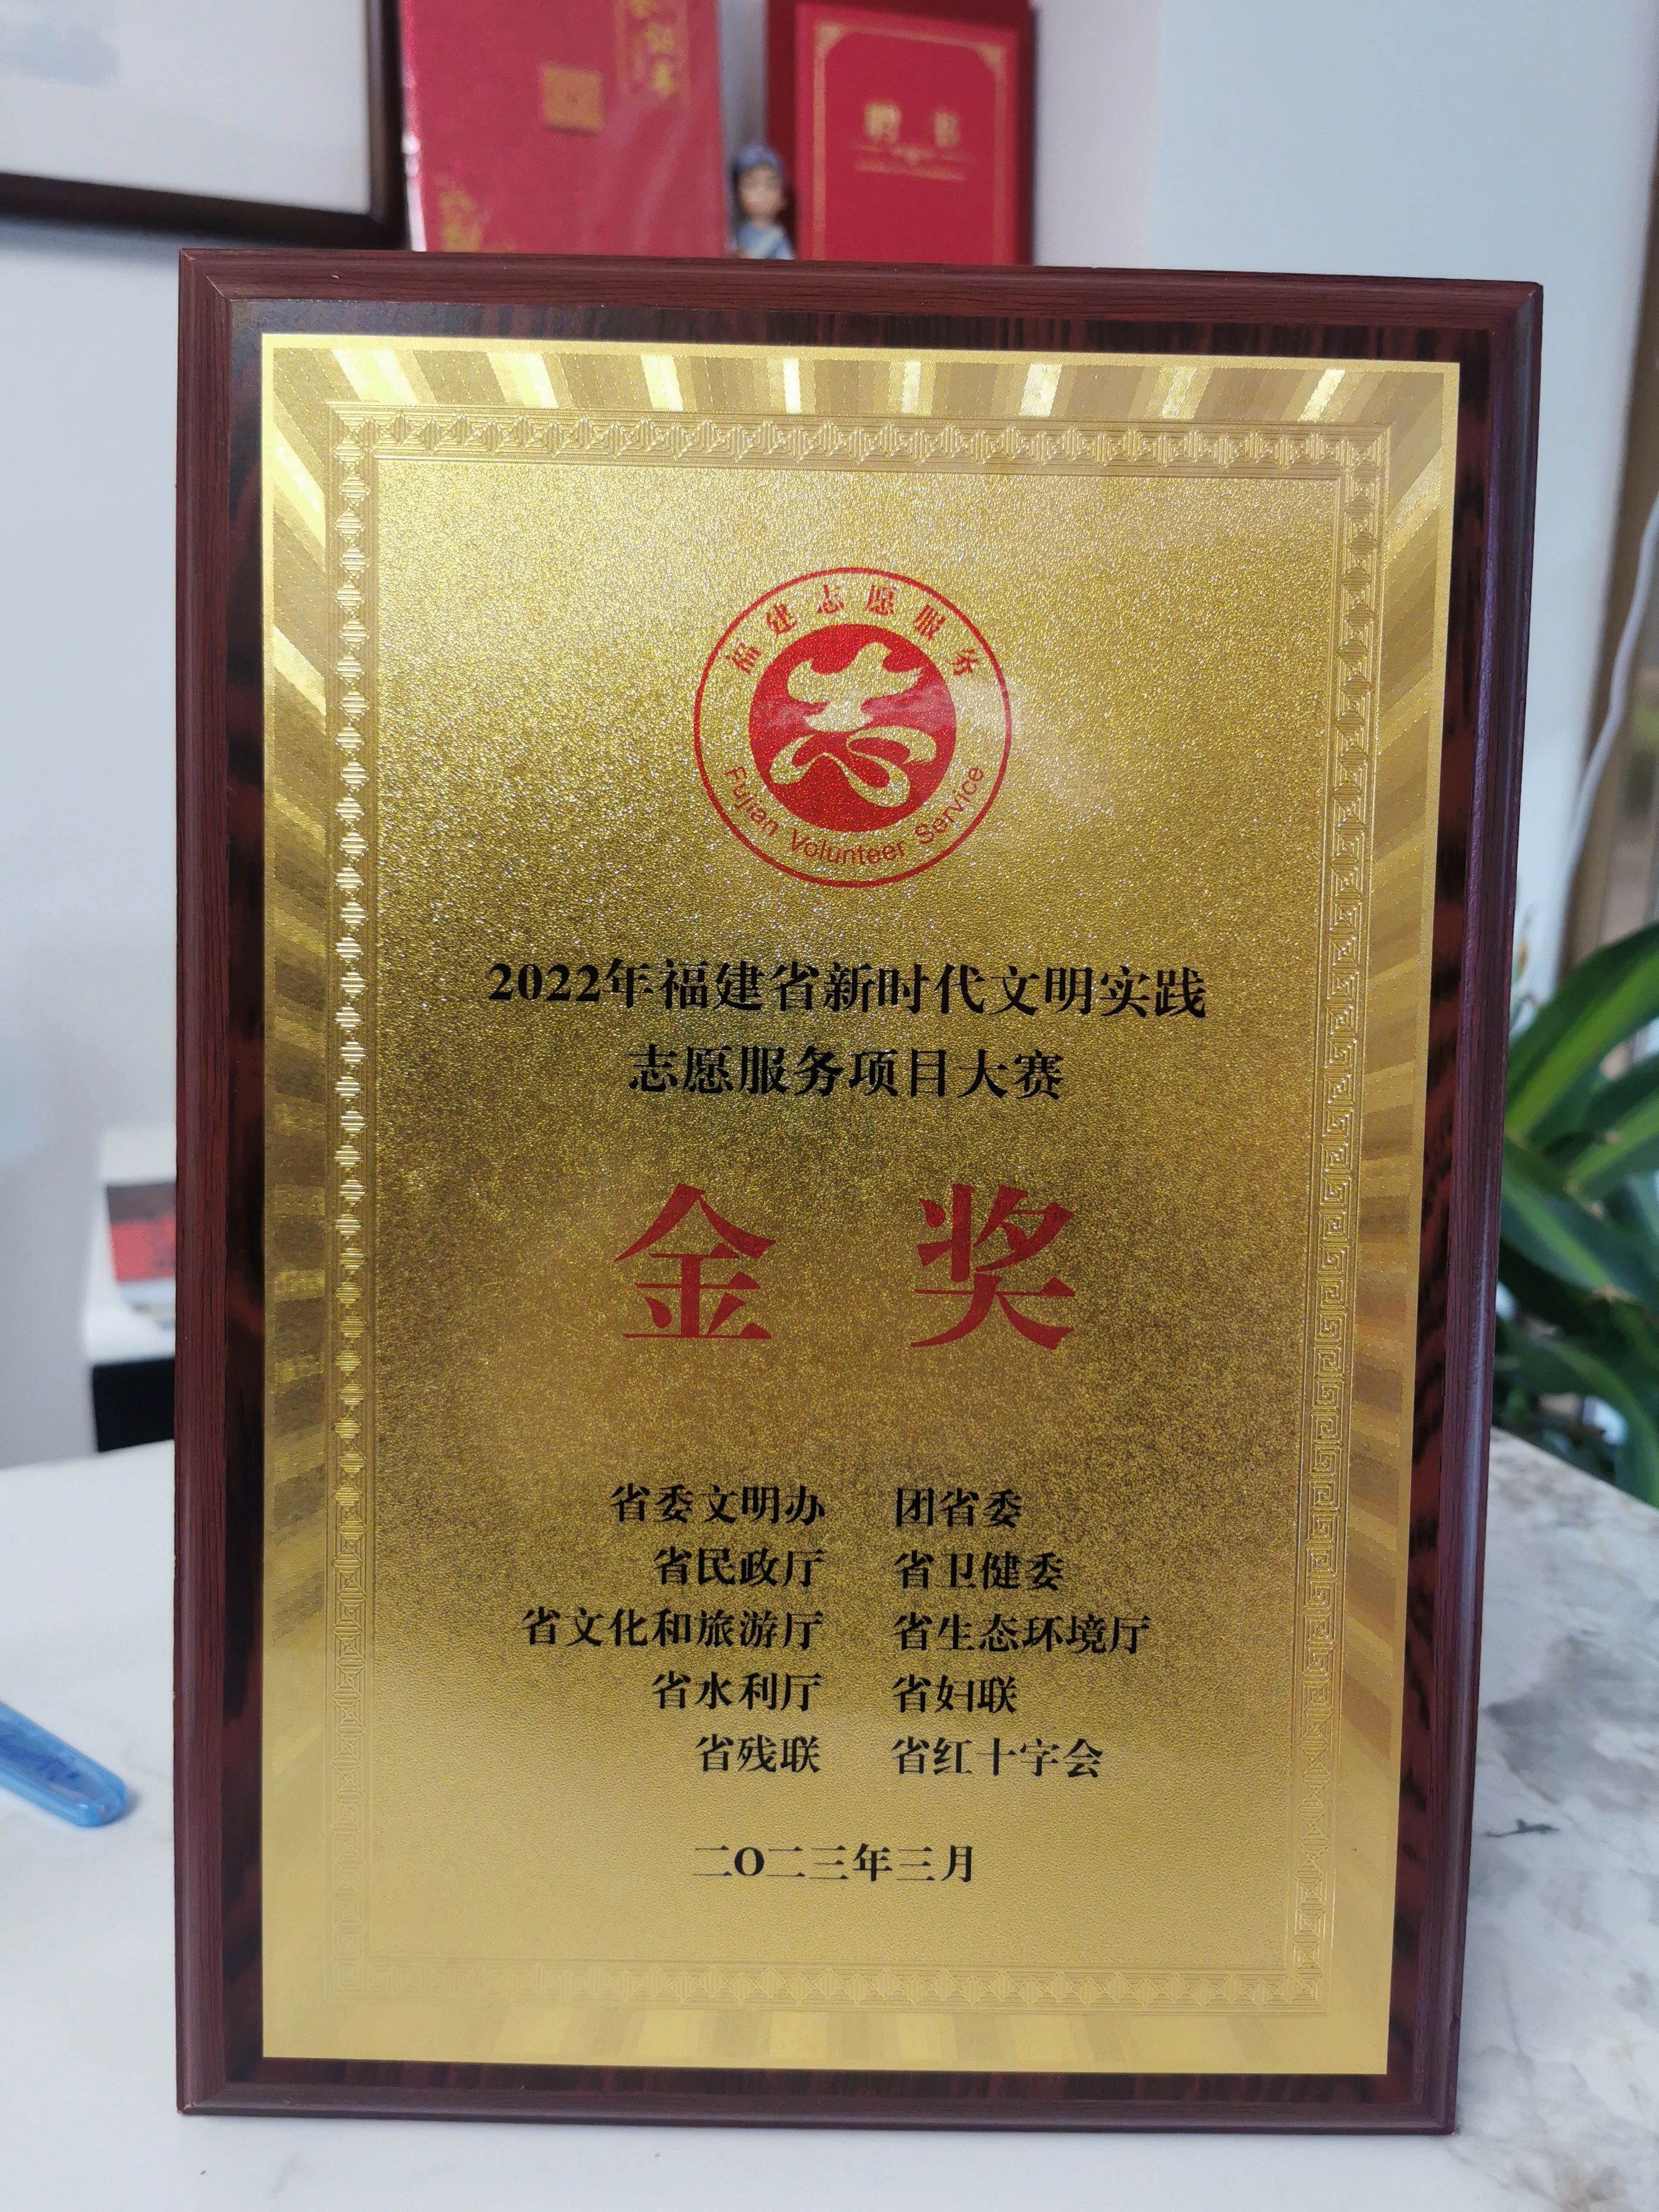 聘书
福建志愿服务
志
Fujian Volunteer Service
2022年福建省新时代文明实践
志愿服务项目大赛
金 奖
省委文明办 团省委
省民政厅 省卫健委
省文化和旅游厅 省生态环境厅
省水利厅 省妇联
省残联 省红十字会
二O二三年三月